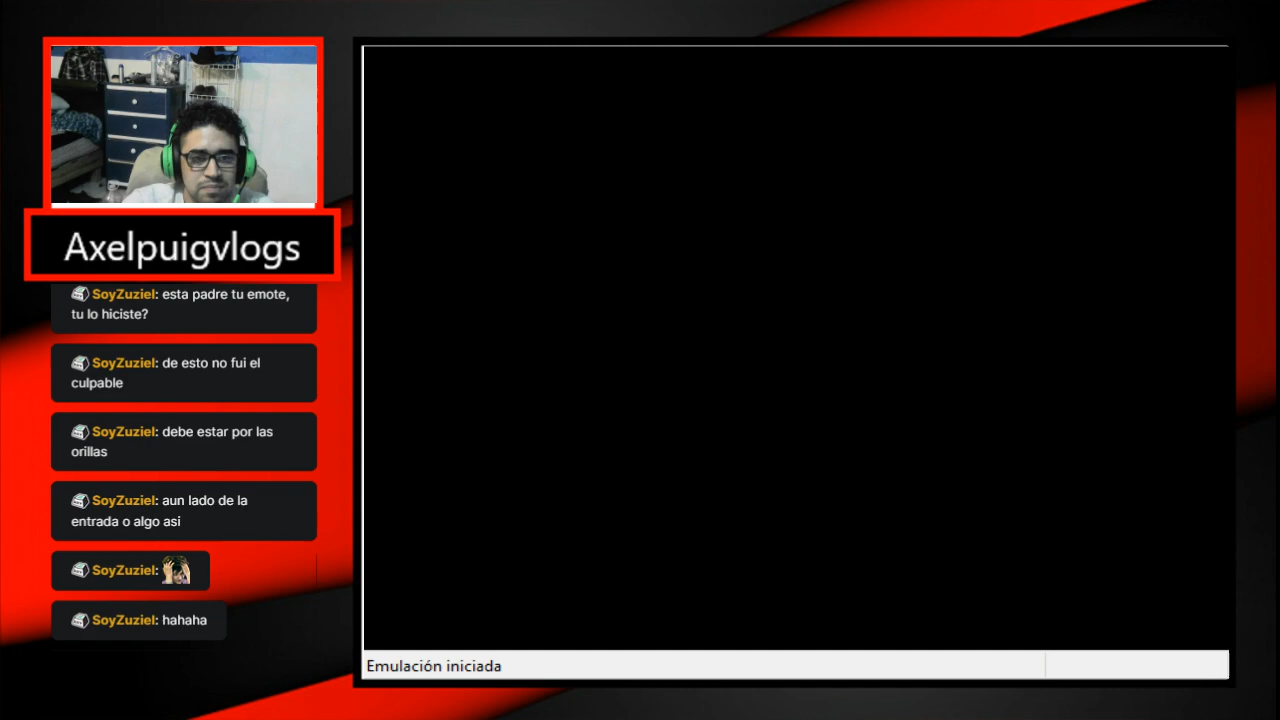 Axelpuigvlogs
SoyZuziel: esta padre tu emote,
tu lo hiciste?
SoyZuziel: de esto no fui el
culpable
SoyZuziel: debe estar por las
orillas
SoyZuziel: aun lado de la
entrada o algo asi
SoyZuziel:
SoyZuziel: hahaha
Emulación iniciada